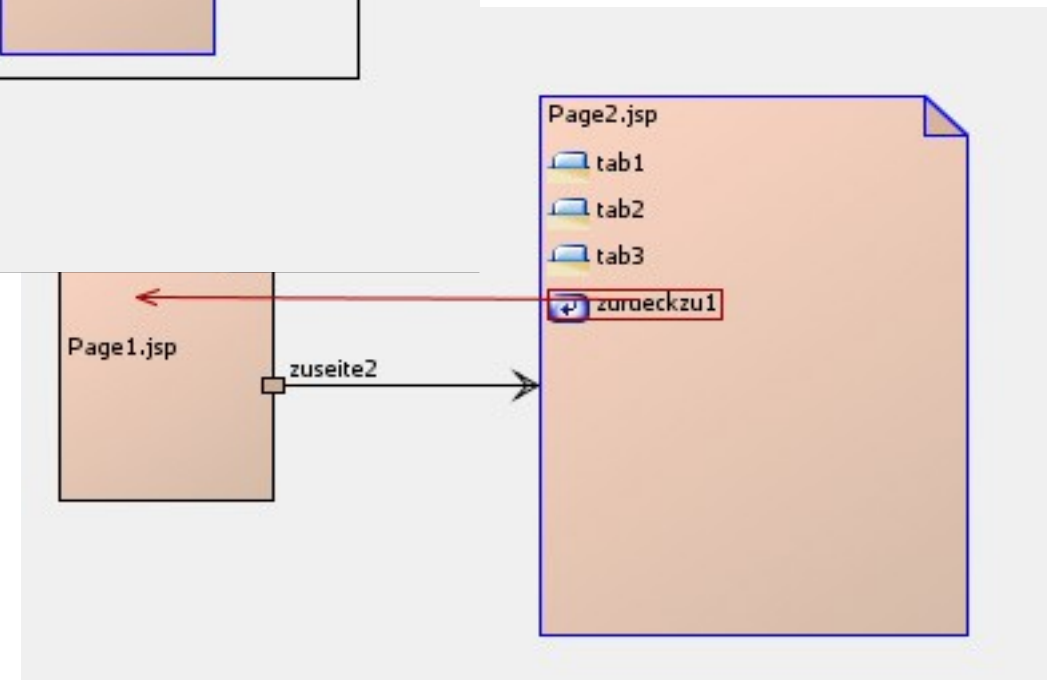 Page2.jsp
tab1
tab2
tab3
zurueckzu1
Page1.jsp
zuseite2